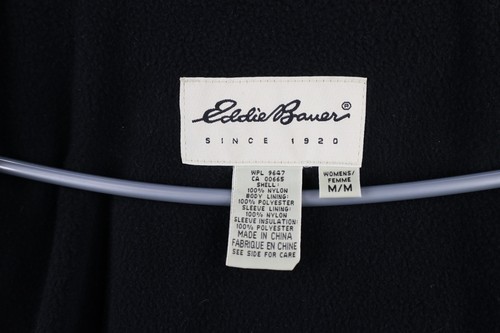 Eddie Bauer®
SINCE 1920
WPL 9647
CA 00665
SHELL:
100% NYLON
BODY LINING:
100% POLYESTER
SLEEVE LINING:
100% NYLON
SLEEVE INSULATION:
100% POLYESTER
MADE IN CHINA
FABRIQUE EN CHINE
SEE SIDE FOR CARE
WOMENS/
FEMME
M/M